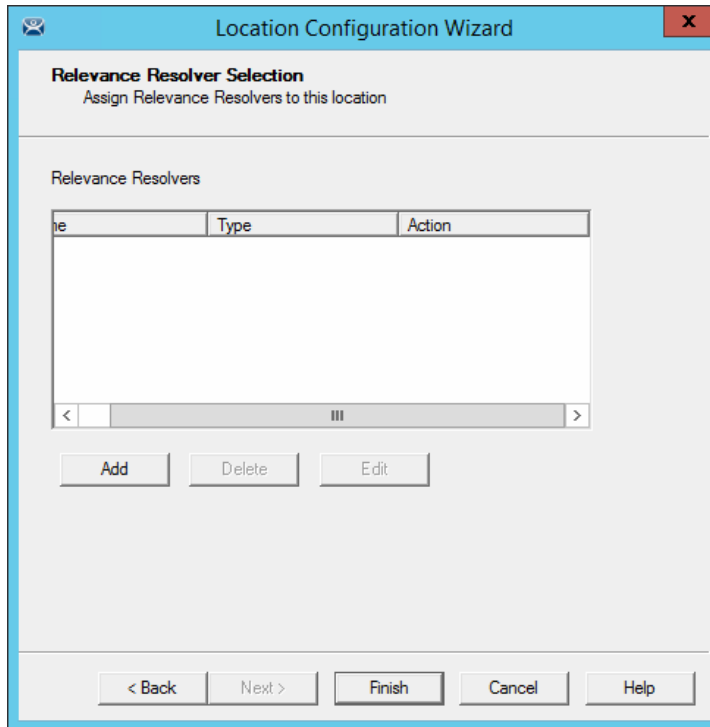 Location Configuration Wizard
x
Relevance Resolver Selection
Assign Relevance Resolvers to this location
Relevance Resolvers
Type Action
Add Delete Edit
< Back Next > Finish Cancel Help